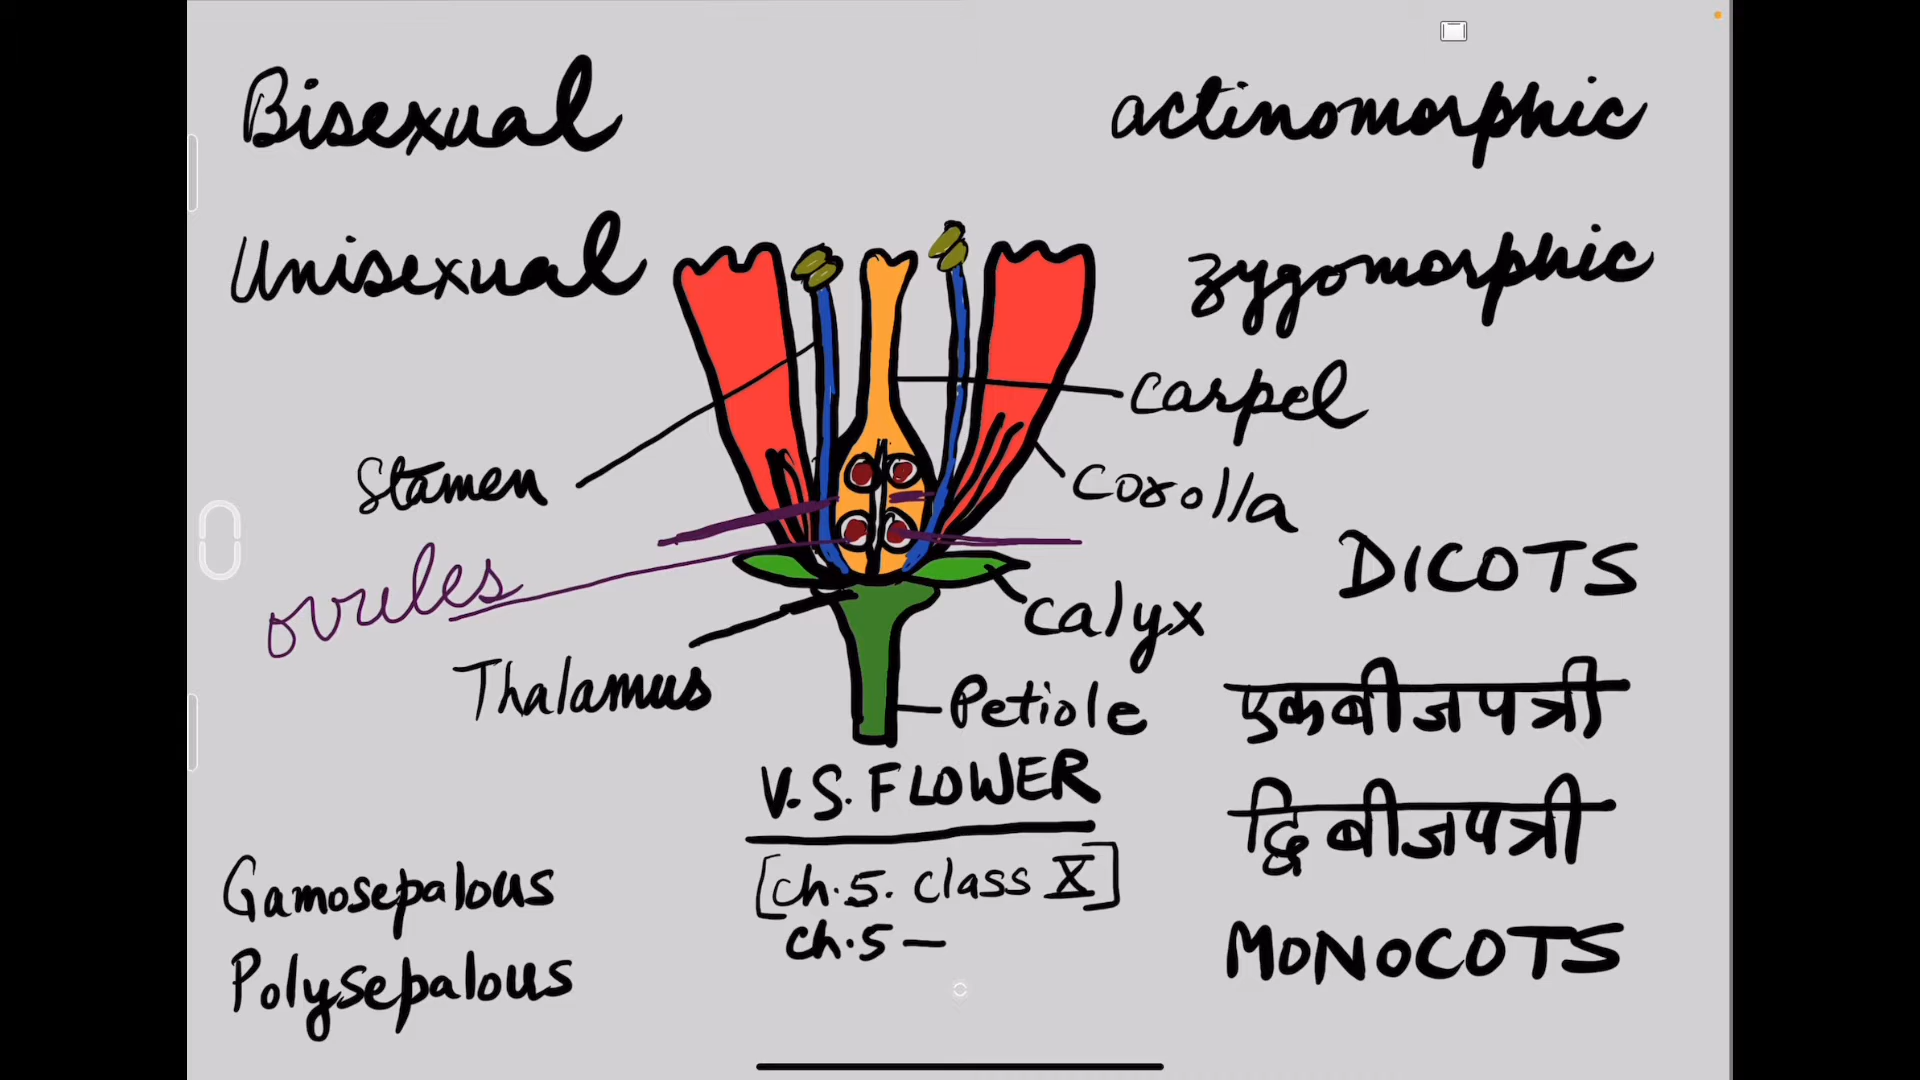 Bisexual
actinomorphic
Unisexual
zygomorphic
Carpel
Stamen
Corolla
ovules
DICOTS
Calyx
Thalamus
Petiole
एकबीजपत्री
V.S. FLOWER
द्विबीजपत्री
[ch.5. class X]
Gamosepalous
ch.5 —
MONOCOTS
Polysepalous